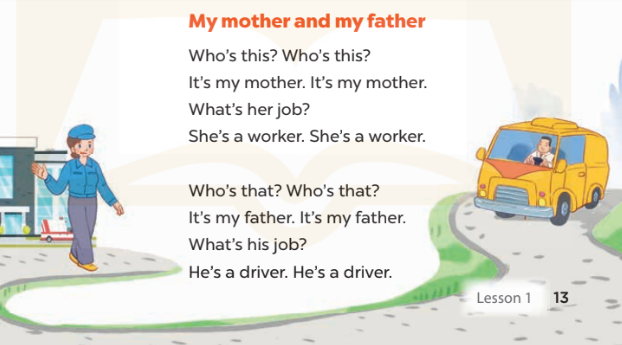 My mother and my father
Who's this? Who's this?
It's my mother. It's my mother.
What's her job?
She's a worker. She's a worker.
Who's that? Who's that?
It's my father. It's my father.
What's his job?
He's a driver. He's a driver.
Lesson 1 13